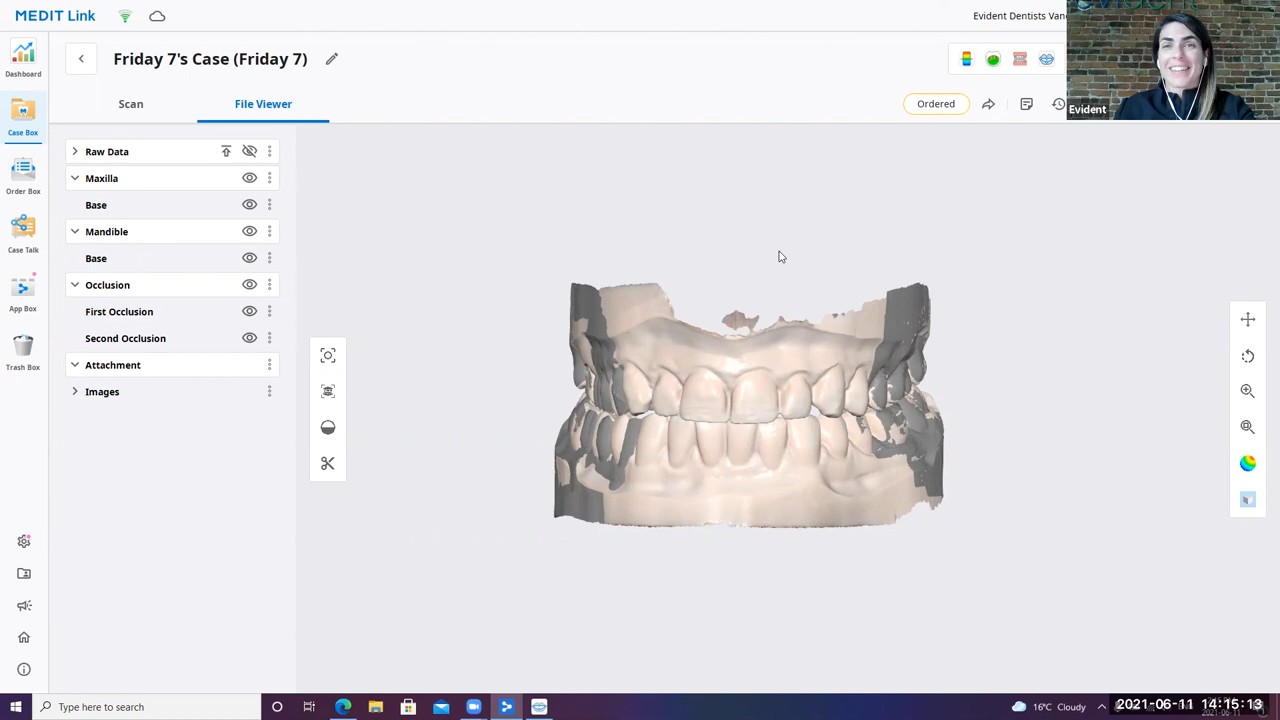 MEDIT Link
Evident Dentists Van
Dashboard
Case Box
Order Box
Case Talk
App Box
Trash Box
Friday 7's Case (Friday 7)
Scan
File Viewer
Ordered
Evident
Raw Data
Maxilla
Base
Mandible
Base
Occlusion
First Occlusion
Second Occlusion
Attachment
Images
Type here to search
16°C Cloudy
2021-06-11 14:15:13